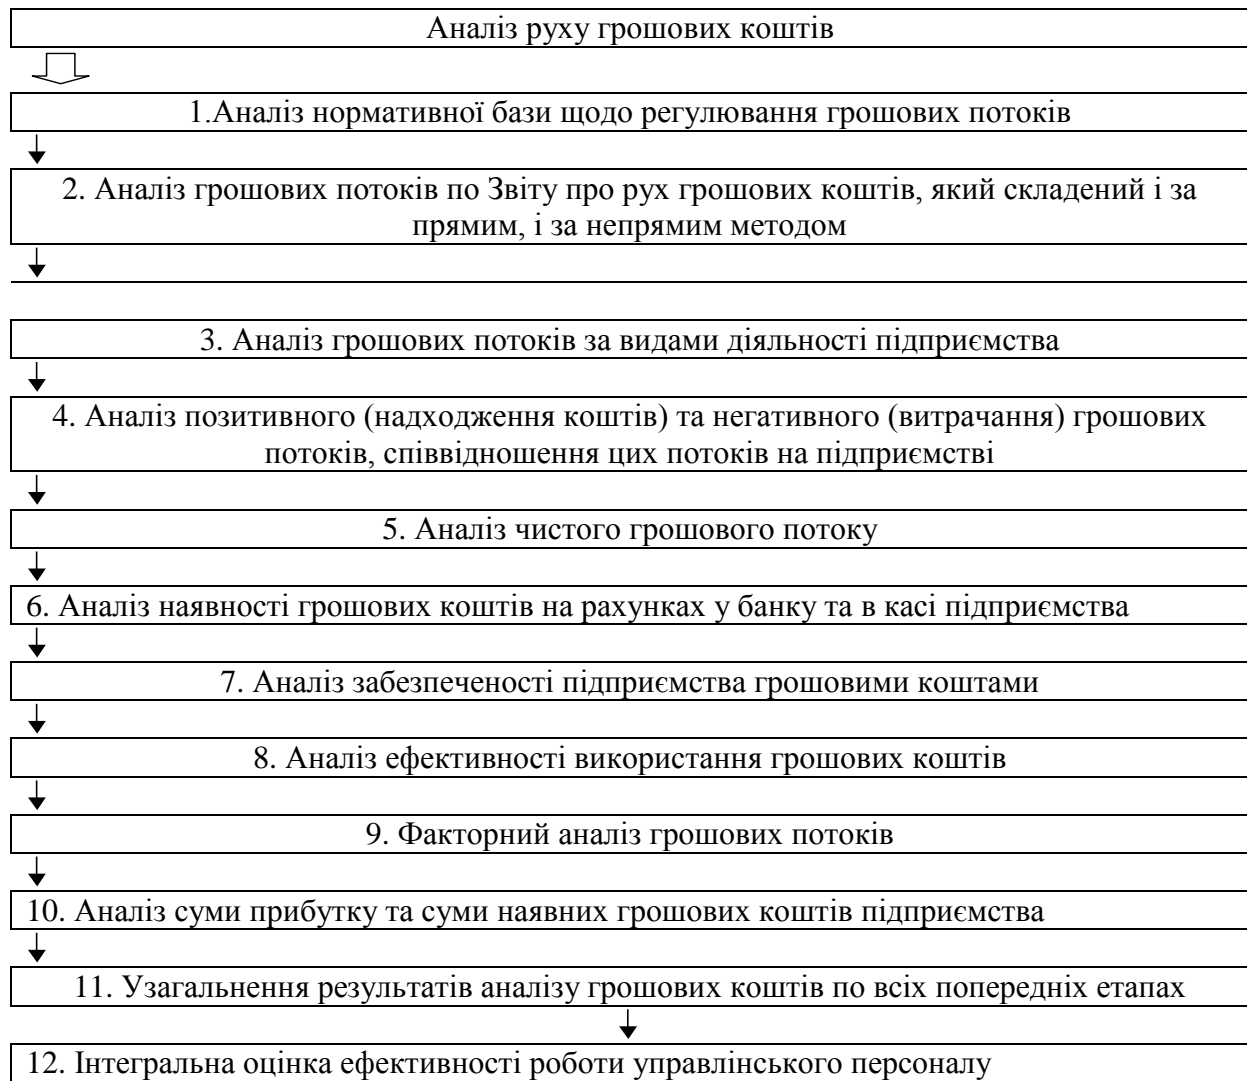 Аналіз руху грошових коштів
1.Аналіз нормативної бази щодо регулювання грошових потоків
2. Аналіз грошових потоків по Звіту про рух грошових коштів, який складений і за
прямим, і за непрямим методом
3. Аналіз грошових потоків за видами діяльності підприємства
4. Аналіз позитивного (надходження коштів) та негативного (витрачання) грошових
потоків, співвідношення цих потоків на підприємстві
5. Аналіз чистого грошового потоку
6. Аналіз наявності грошових коштів на рахунках у банку та в касі підприємства
7. Аналіз забезпеченості підприємства грошовими коштами
8. Аналіз ефективності використання грошових коштів
9. Факторний аналіз грошових потоків
10. Аналіз суми прибутку та суми наявних грошових коштів підприємства
11. Узагальнення результатів аналізу грошових коштів по всіх попередніх етапах
12. Інтегральна оцінка ефективності роботи управлінського персоналу